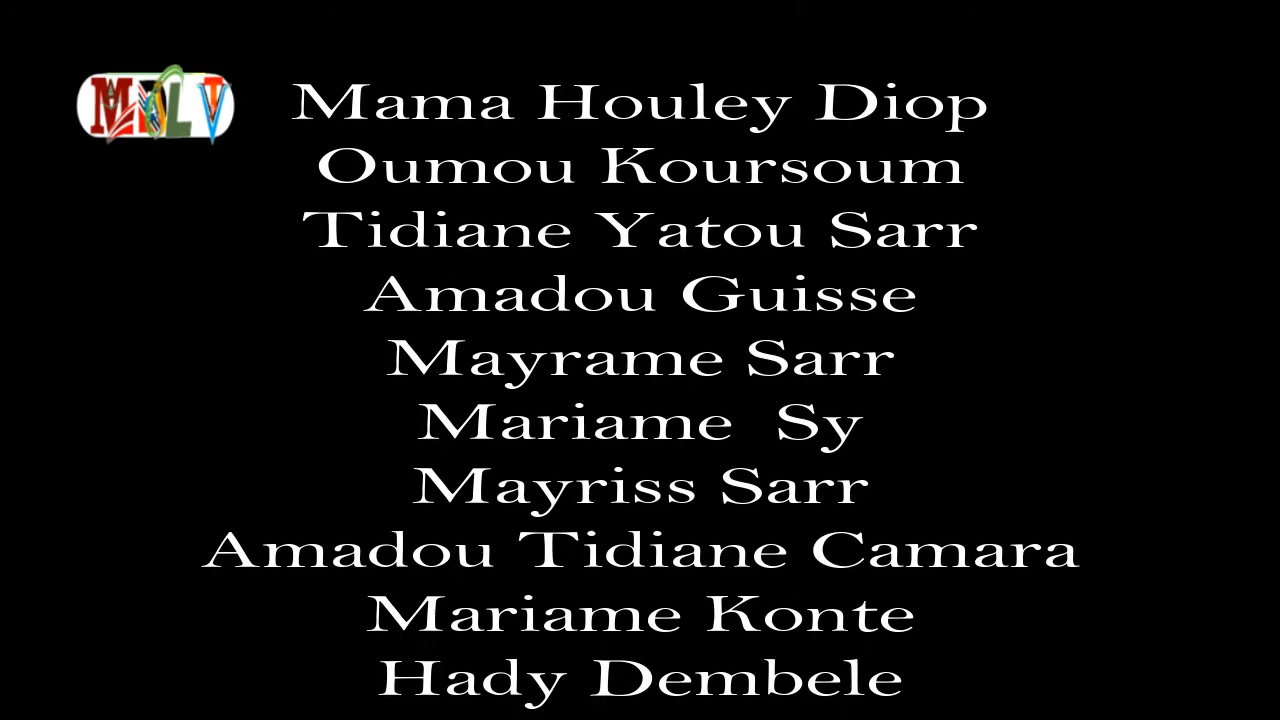 Mama Houley Diop
Oumou Koursoum
Tidiane Yatou Sarr
Amadou Guisse
Mayrame Sarr
Mariame  Sy
Mayriss Sarr
Amadou Tidiane Camara
Mariame Konte
Hady Dembele